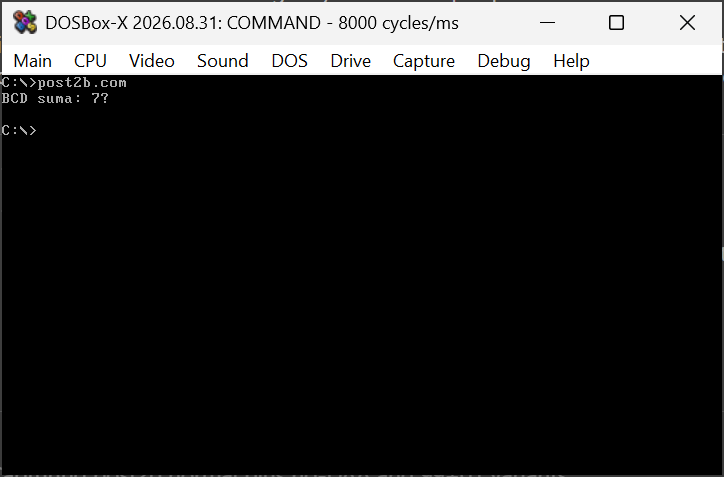 DOSBox-X 2026.08.31: COMMAND - 8000 cycles/ms
Main CPU Video Sound DOS Drive Capture Debug Help
C:\>post2b.com
BCD suma: 7?
C:\>